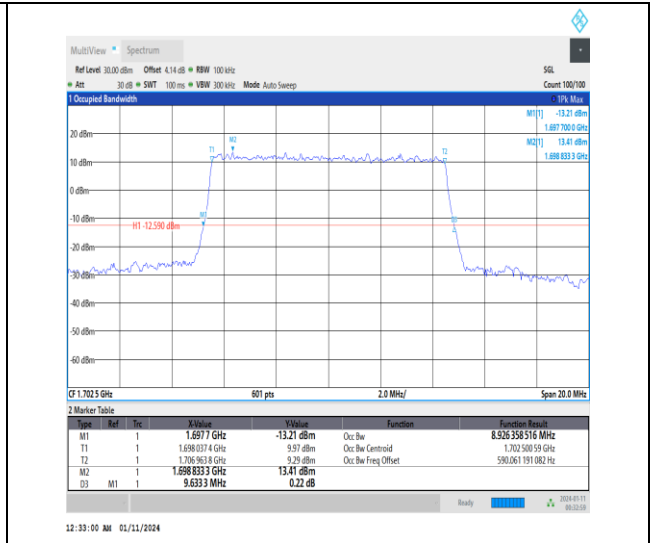 MultiView Spectrum
Ref Level 30.00 dBm Offset 4.14 dB RBW 100 kHz SGL
Att 30 dB SWT 100 ms VBW 300 kHz Mode Auto Sweep Count 100/100
1 Occupied Bandwidth 1Pk Max
M1[1] -13.21 dBm
1.697 700 0 GHz
M2[1] 13.41 dBm
1.698 833 3 GHz
20 dBm
M2
T1 T2
10 dBm
0 dBm
-10 dBm
M1
H1 -12.590 dBm
-20 dBm
-30 dBm
-40 dBm
-50 dBm
-60 dBm
CF 1.702 5 GHz 601 pts 2.0 MHz/ Span 20.0 MHz
2 Marker Table
Type Ref Trc X-Value Y-Value Function Function Result
M1 1 1.6977 GHz -13.21 dBm Occ Bw 8.926 358 516 MHz
T1 1 1.698 037 4 GHz 9.97 dBm Occ Bw Centroid 1.702 500 59 GHz
T2 1 1.706 963 8 GHz 9.29 dBm Occ Bw Freq Offset 590.061 191 082 Hz
M2 1 1.698 833 3 GHz 13.41 dBm
D3 M1 1 9.6333 MHz 0.22 dB
Ready 2024-01-11
00:32:59
12:33:00 AM 01/11/2024